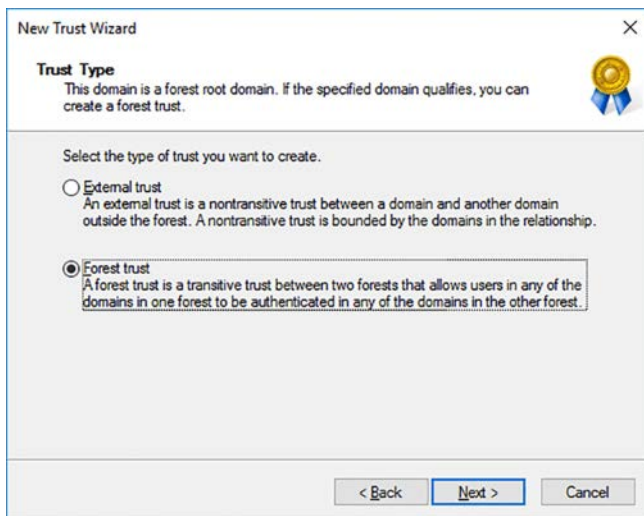 New Trust Wizard
Trust Type
This domain is a forest root domain. If the specified domain qualifies, you can
create a forest trust.
Select the type of trust you want to create.
External trust
An external trust is a nontransitive trust between a domain and another domain
outside the forest. A nontransitive trust is bounded by the domains in the relationship.
Forest trust
A forest trust is a transitive trust between two forests that allows users in any of the
domains in one forest to be authenticated in any of the domains in the other forest.
< Back
Next >
Cancel